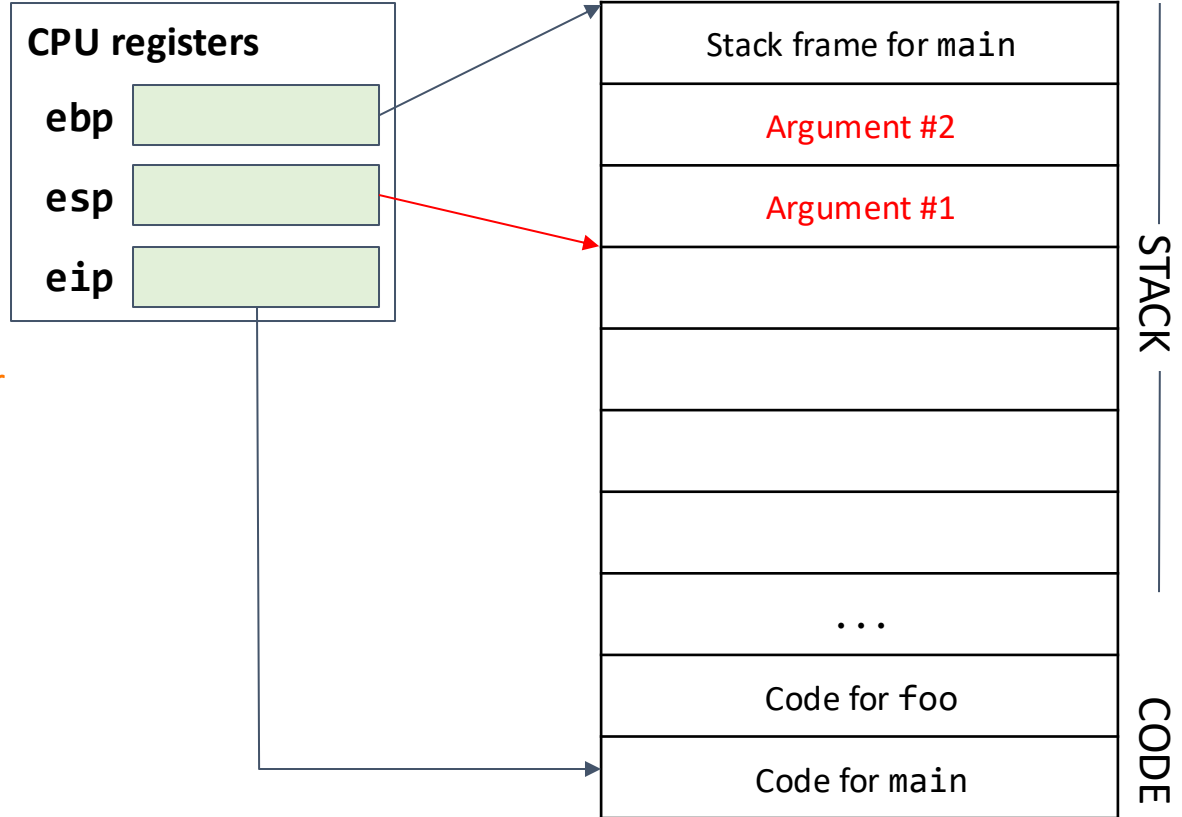 CPU registers
ebp
esp
eip
Stack frame for main
Argument #2
Argument #1
...
Code for foo
Code for main
STACK
CODE